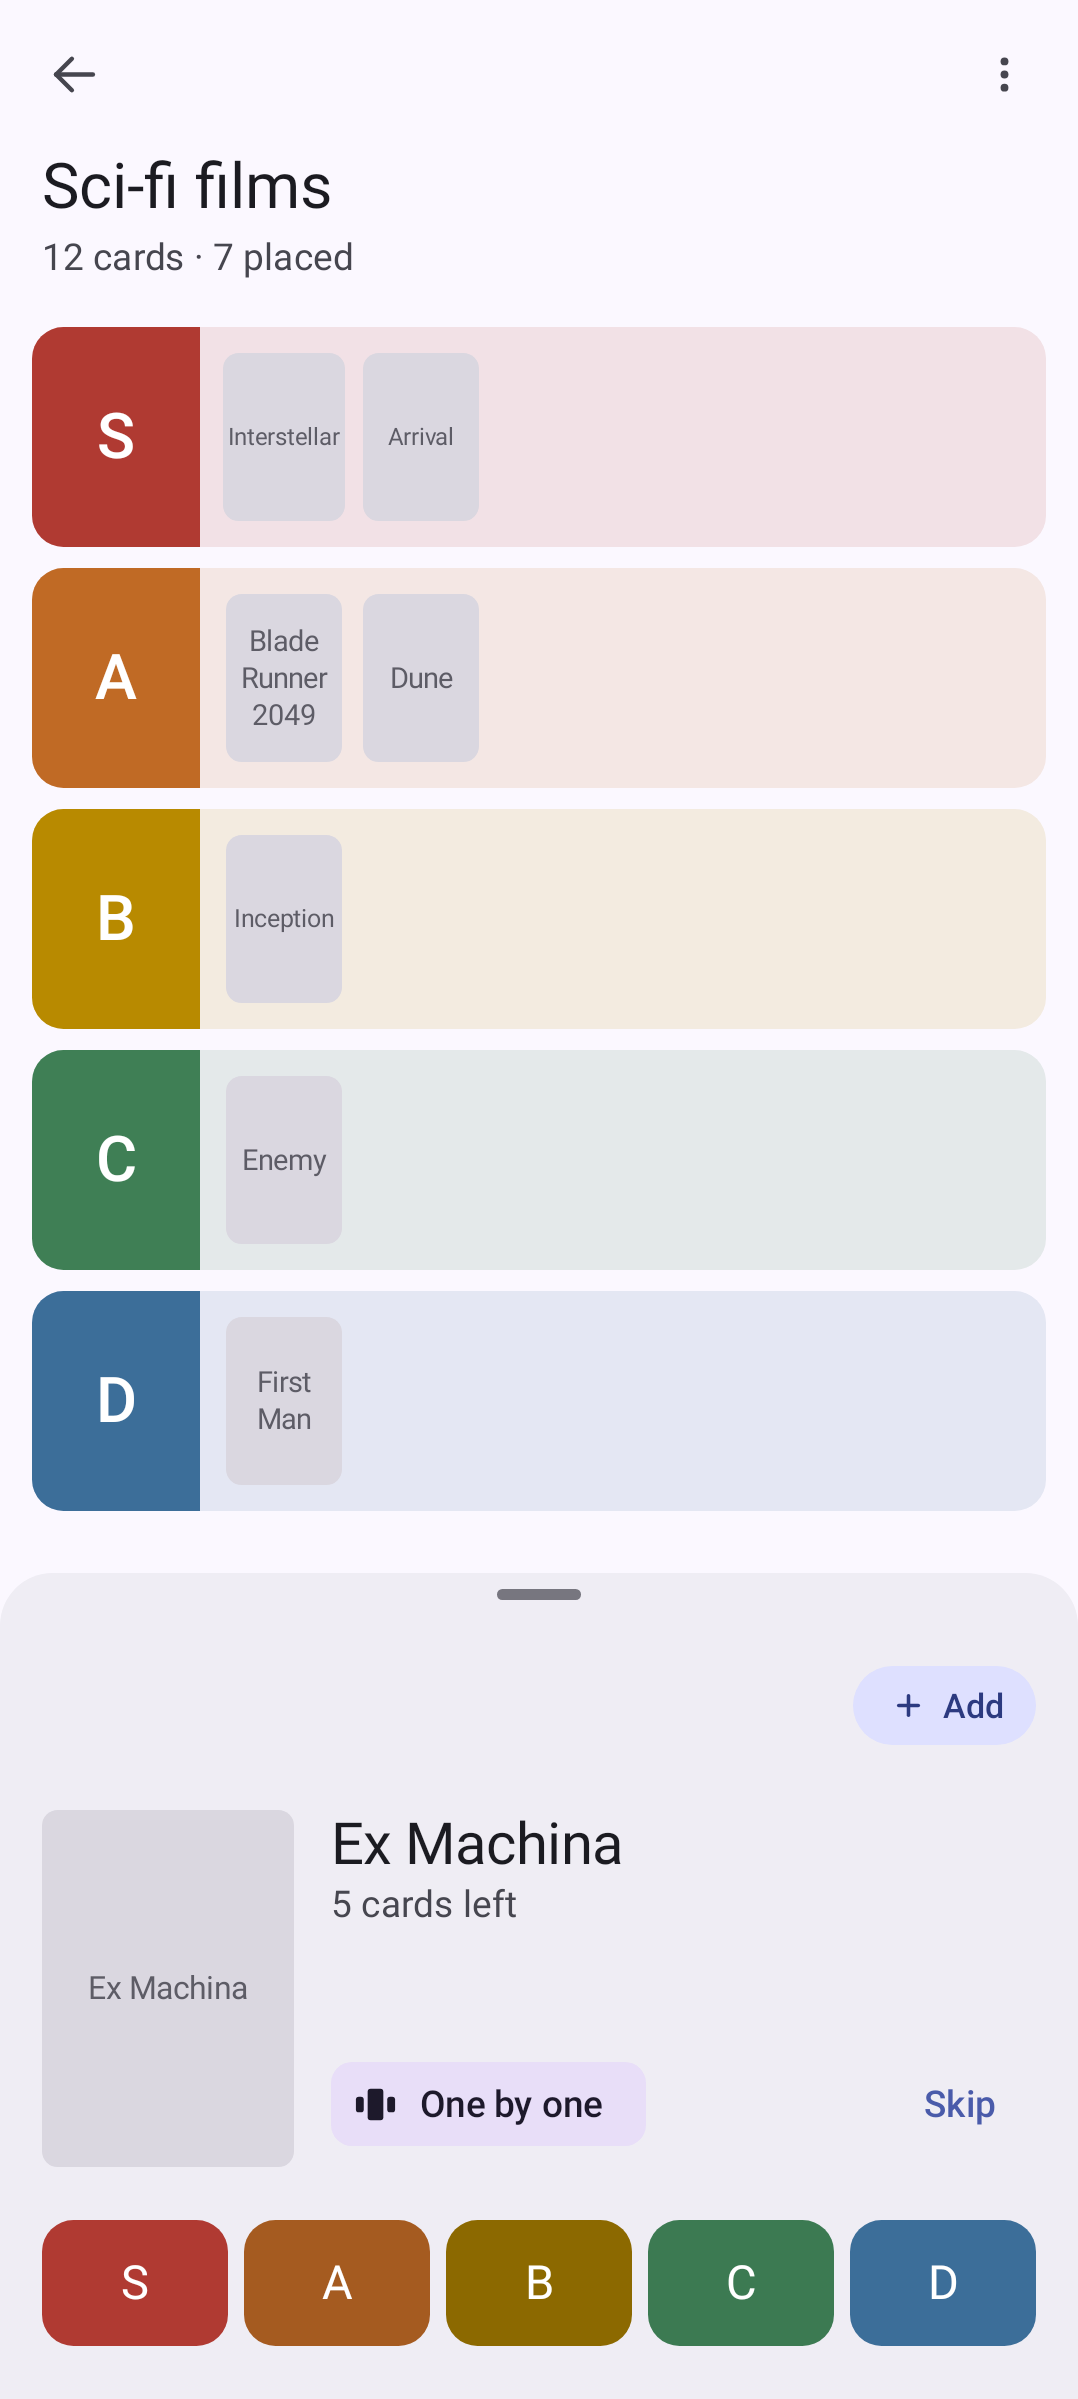 Sci-fi films
12 cards · 7 placed
S
Interstellar
Arrival
A
Blade
Runner
2049
Dune
B
Inception
C
Enemy
D
First
Man
+ Add
Ex Machina
5 cards left
Ex Machina
One by one
Skip
S
A
B
C
D